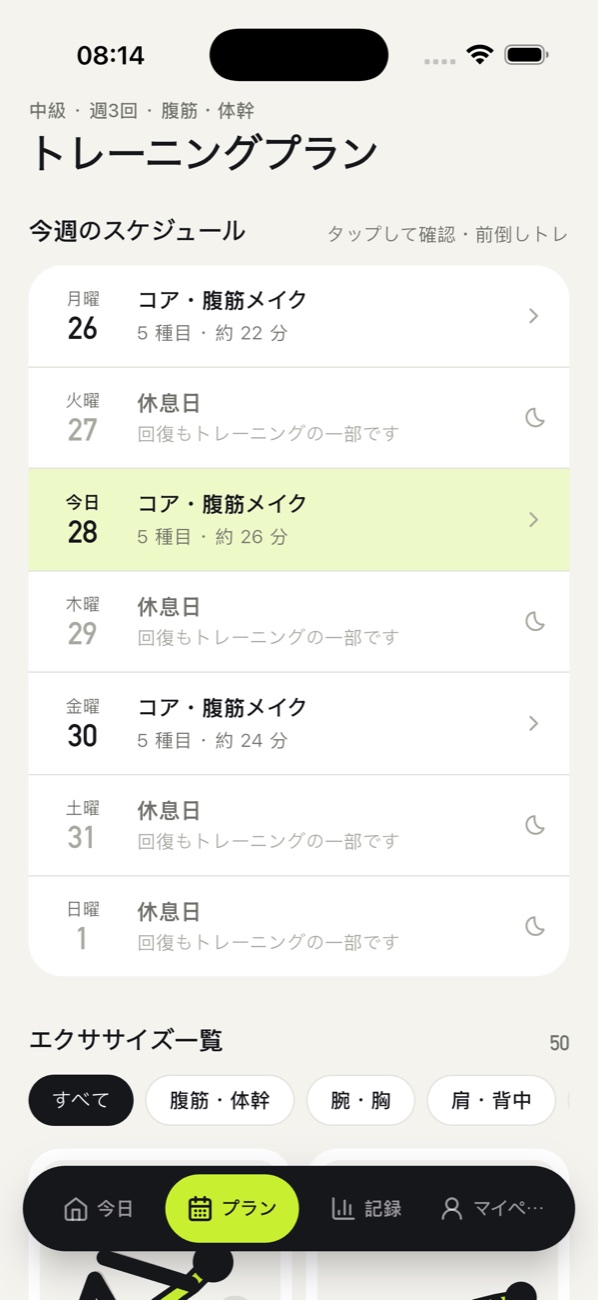 08:14
中級 · 週3回 · 腹筋・体幹
トレーニングプラン
今週のスケジュール
タップして確認・前倒しトレ
月曜
26
コア・腹筋メイク
5 種目 · 約 22 分
火曜
27
休息日
回復もトレーニングの一部です
今日
28
コア・腹筋メイク
5 種目 · 約 26 分
木曜
29
休息日
回復もトレーニングの一部です
金曜
30
コア・腹筋メイク
5 種目 · 約 24 分
土曜
31
休息日
回復もトレーニングの一部です
日曜
1
休息日
回復もトレーニングの一部です
エクササイズ一覧
50
すべて
腹筋・体幹
腕・胸
肩・背中
今日
プラン
記録
マイペ…